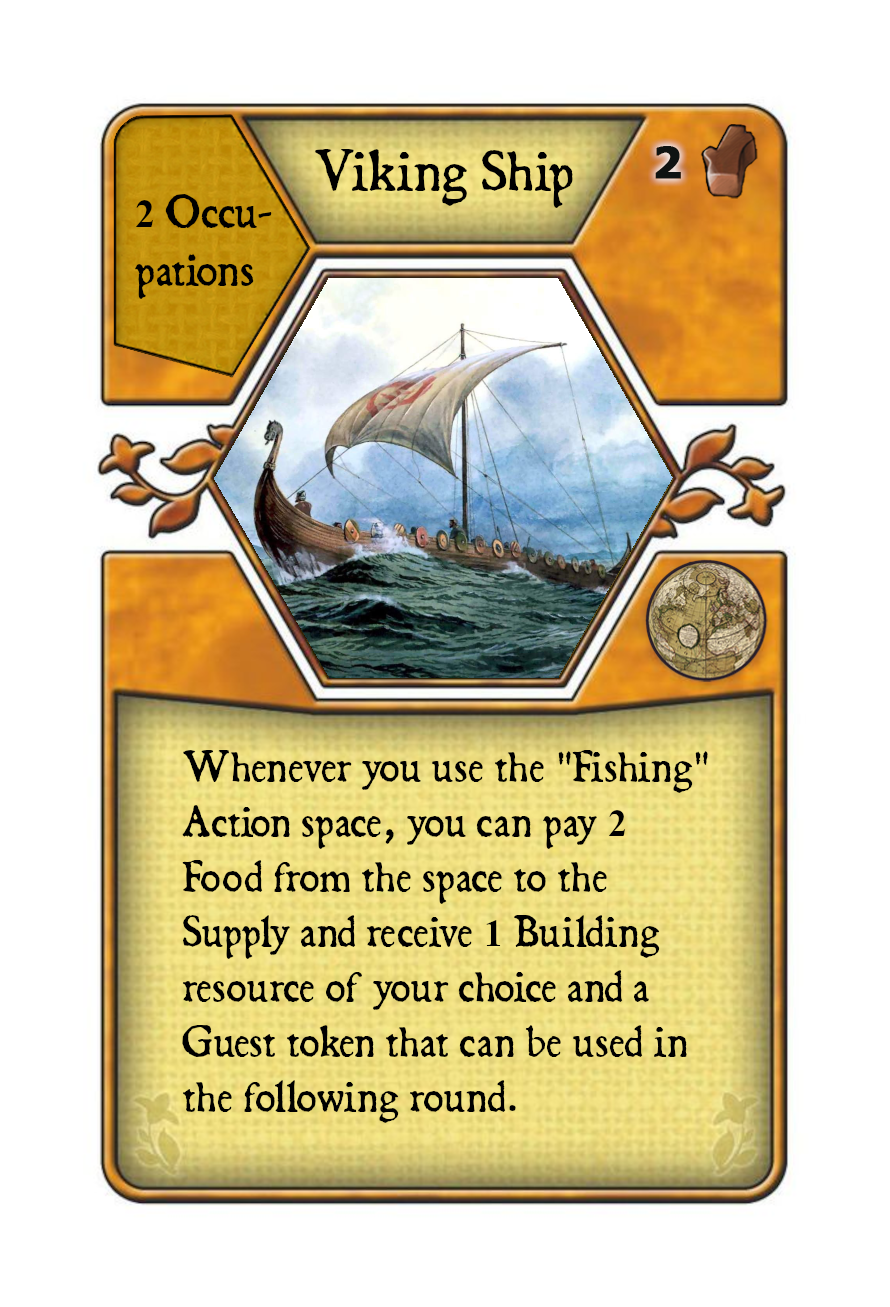 2 Occu-
pations
Viking Ship
2
Whenever you use the "Fishing"
Action space, you can pay 2
Food from the space to the
Supply and receive 1 Building
resource of your choice and a
Guest token that can be used in
the following round.